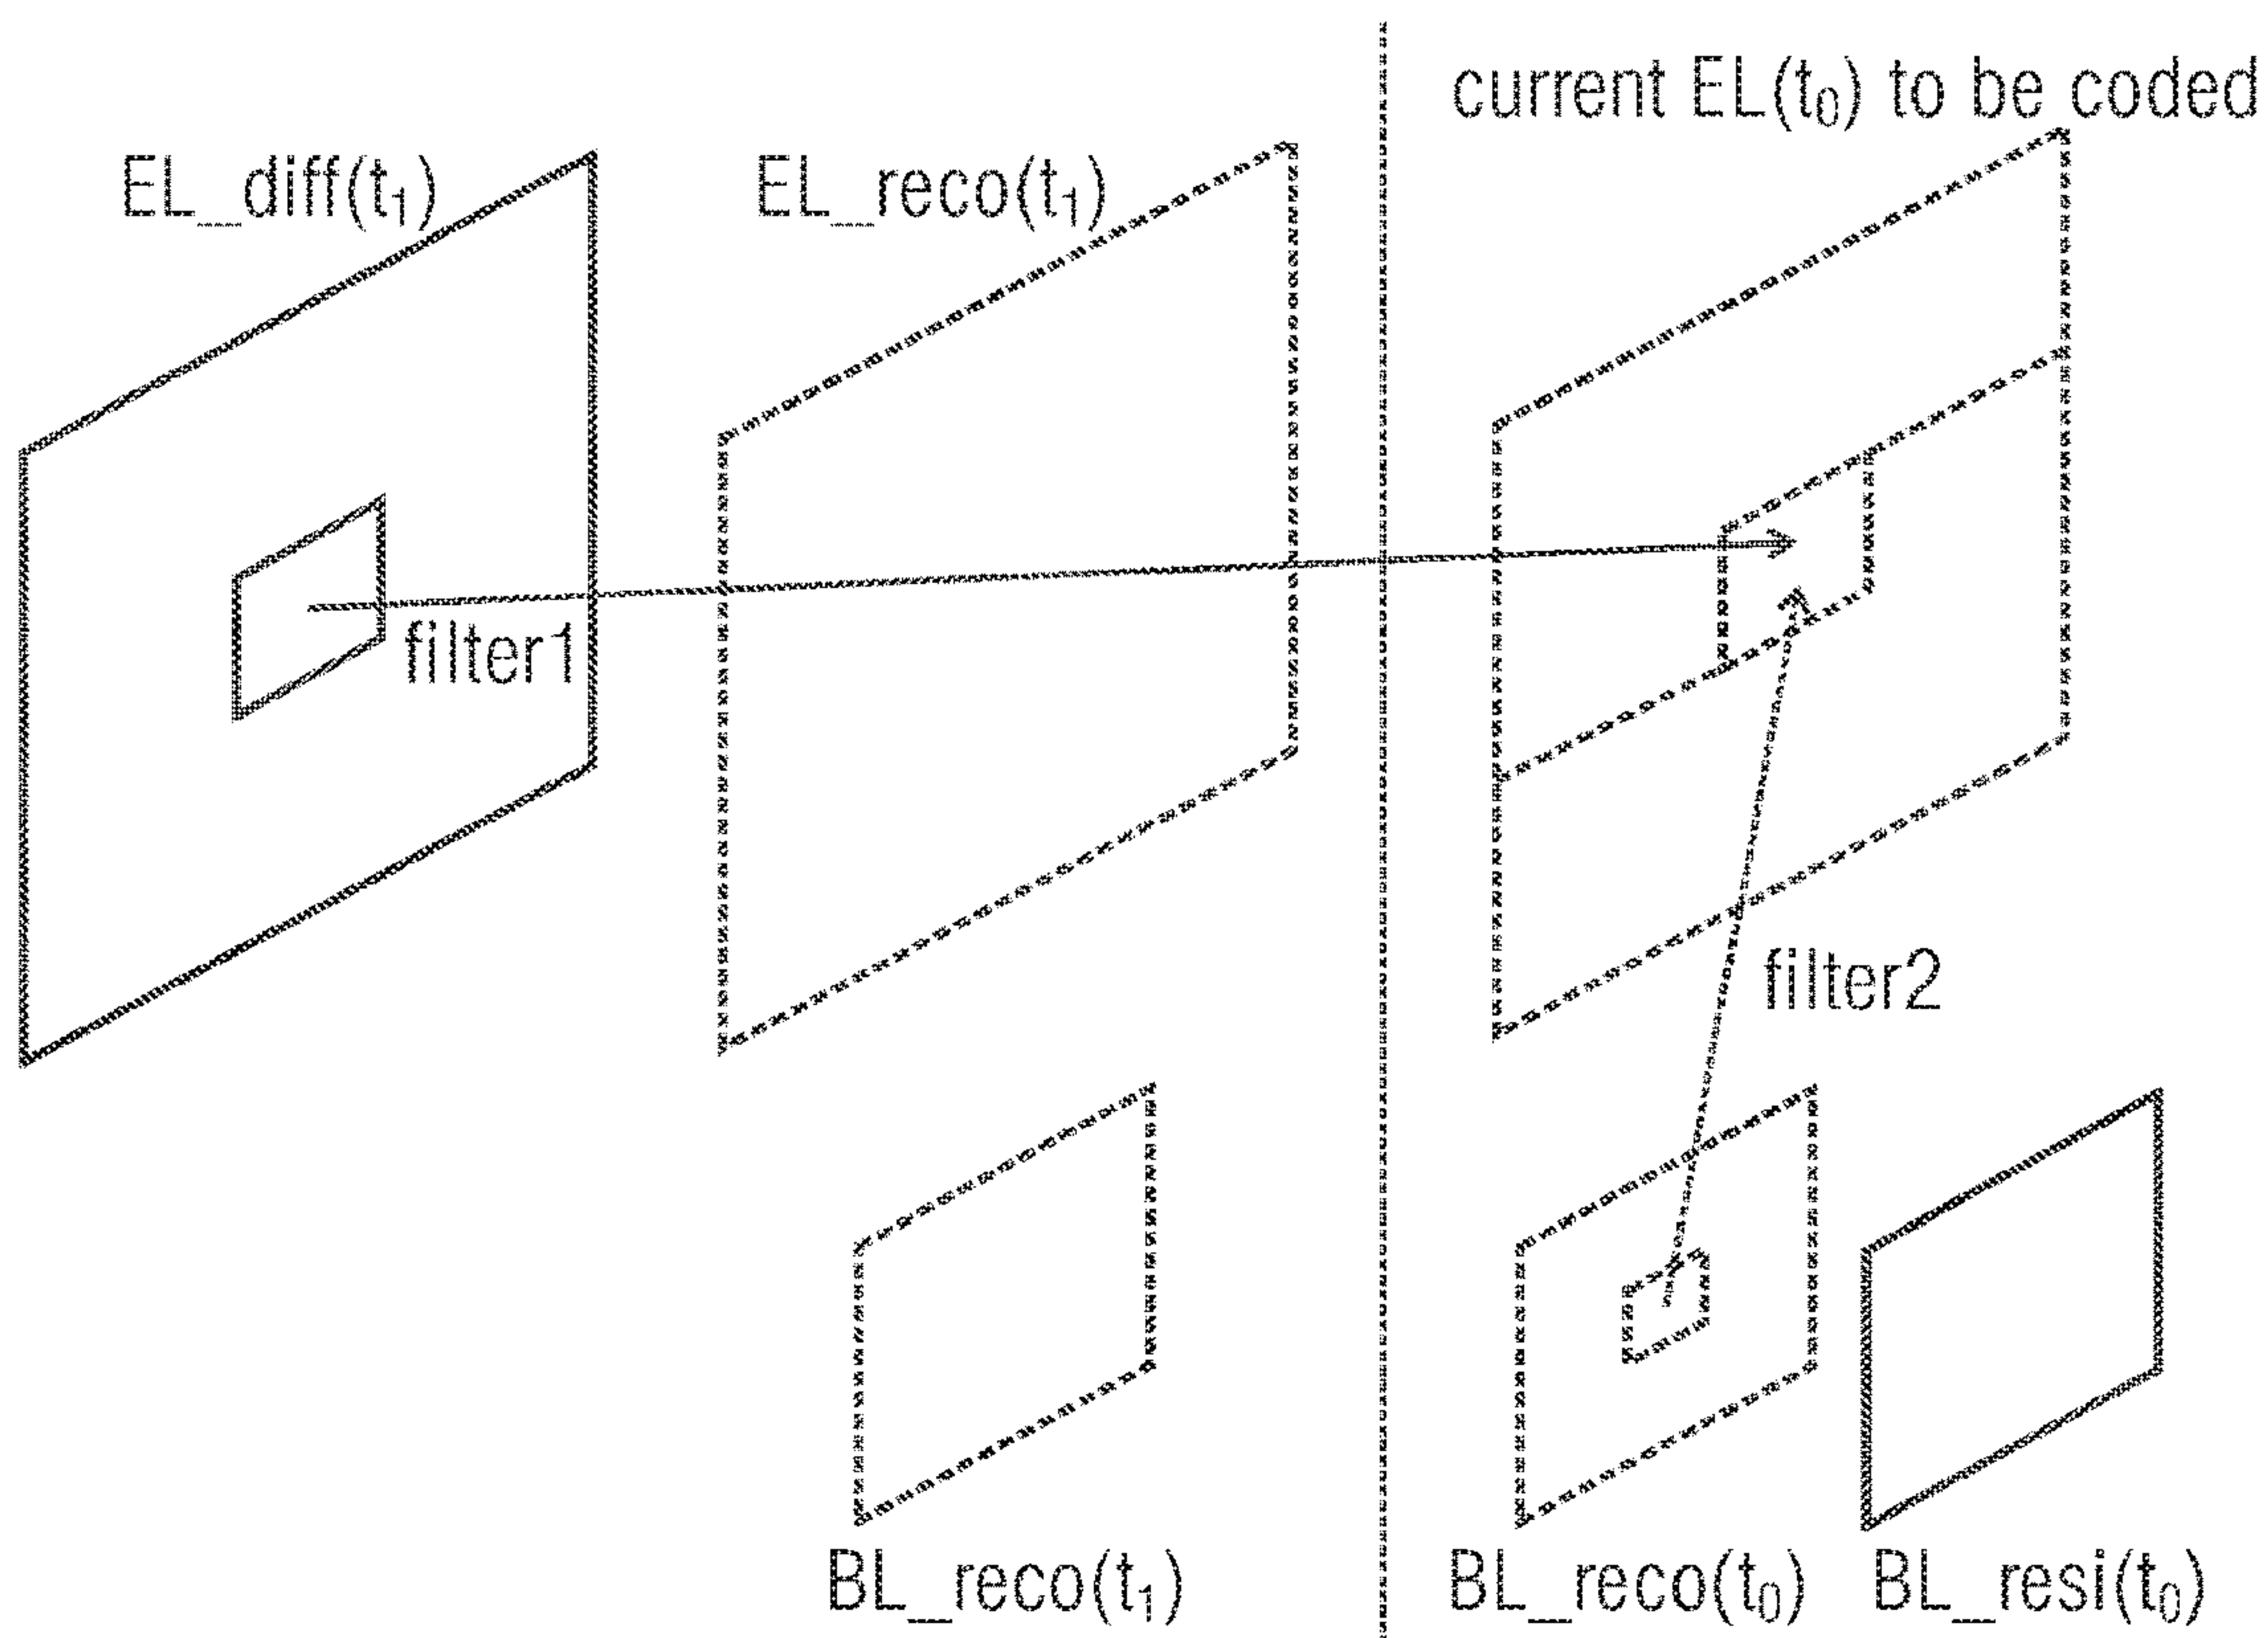 current EL(t₀) to be coded
EL_diff(t₁)
EL_reco(t₁)
filter1
filter2
BL_reco(t₁)
BL_reco(t₀)
BL_resi(t₀)